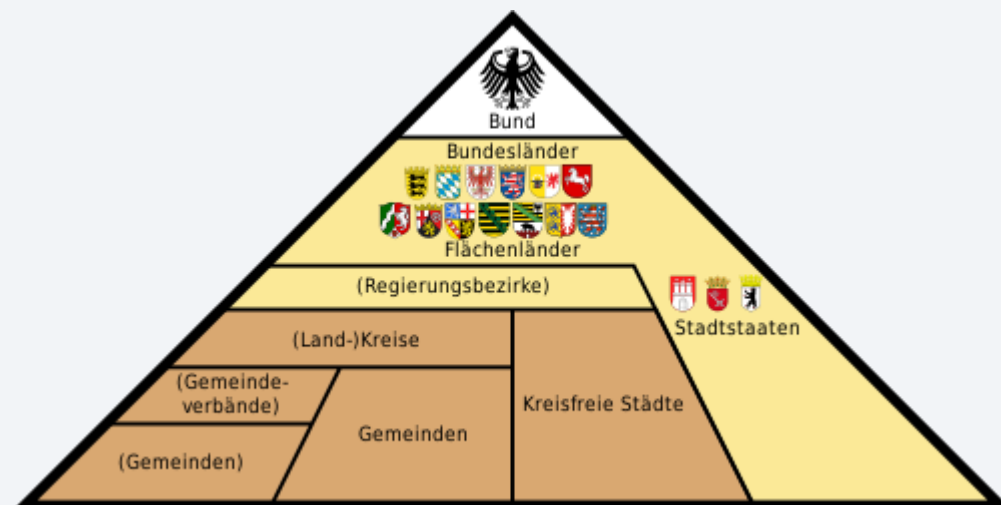 Bund
Bundesländer
Flächenländer
(Regierungsbezirke)
Stadtstaaten
(Land-)Kreise
(Gemeinde-
verbände)
Kreisfreie Städte
Gemeinden
(Gemeinden)